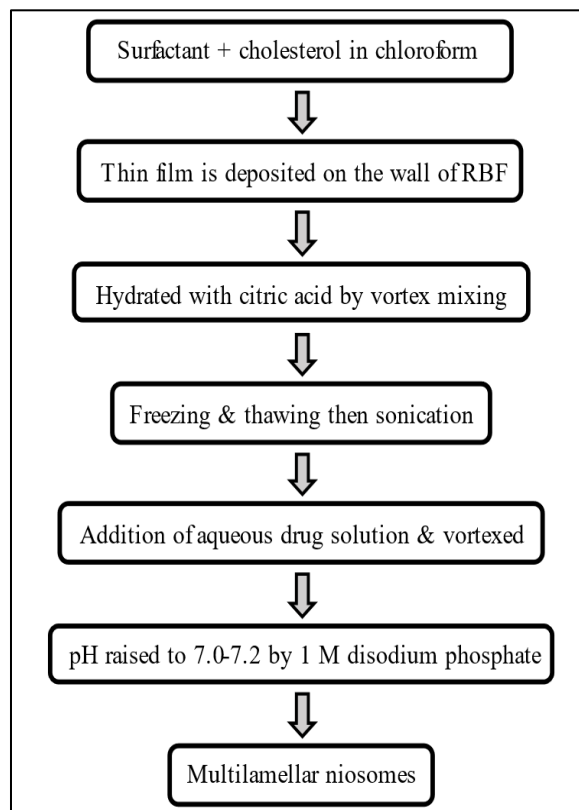 Surfactant + cholesterol in chloroform
Thin film is deposited on the wall of RBF
Hydrated with citric acid by vortex mixing
Freezing & thawing then sonication
Addition of aqueous drug solution & vortexed
pH raised to 7.0-7.2 by 1 M disodium phosphate
Multilamellar niosomes